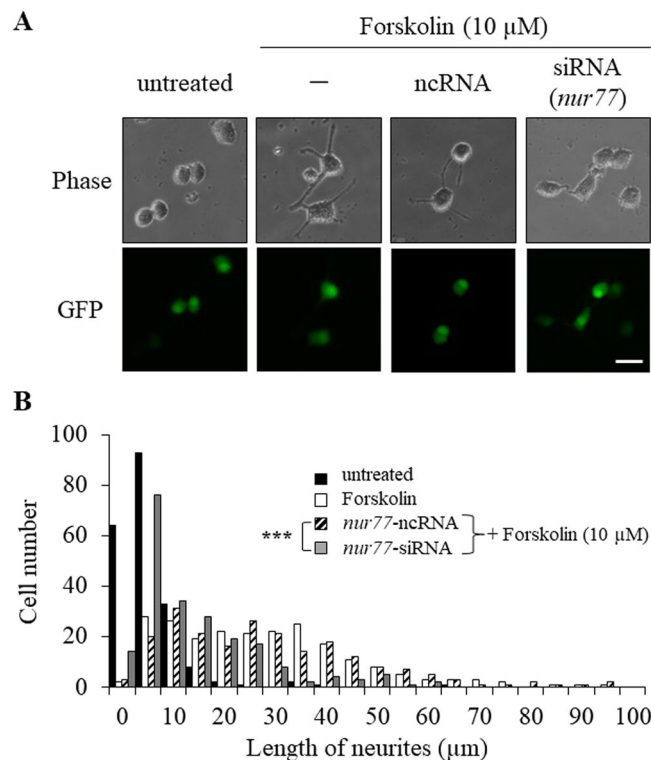 A
Forskolin (10 µM)
untreated
–
ncRNA
siRNA
(nur77)
Phase
GFP
B
100
80
60
40
20
0
Cell number
untreated
Forskolin
nur77-ncRNA
nur77-siRNA
***
+ Forskolin (10 µM)
0 10 20 30 40 50 60 70 80 90 100
Length of neurites (µm)